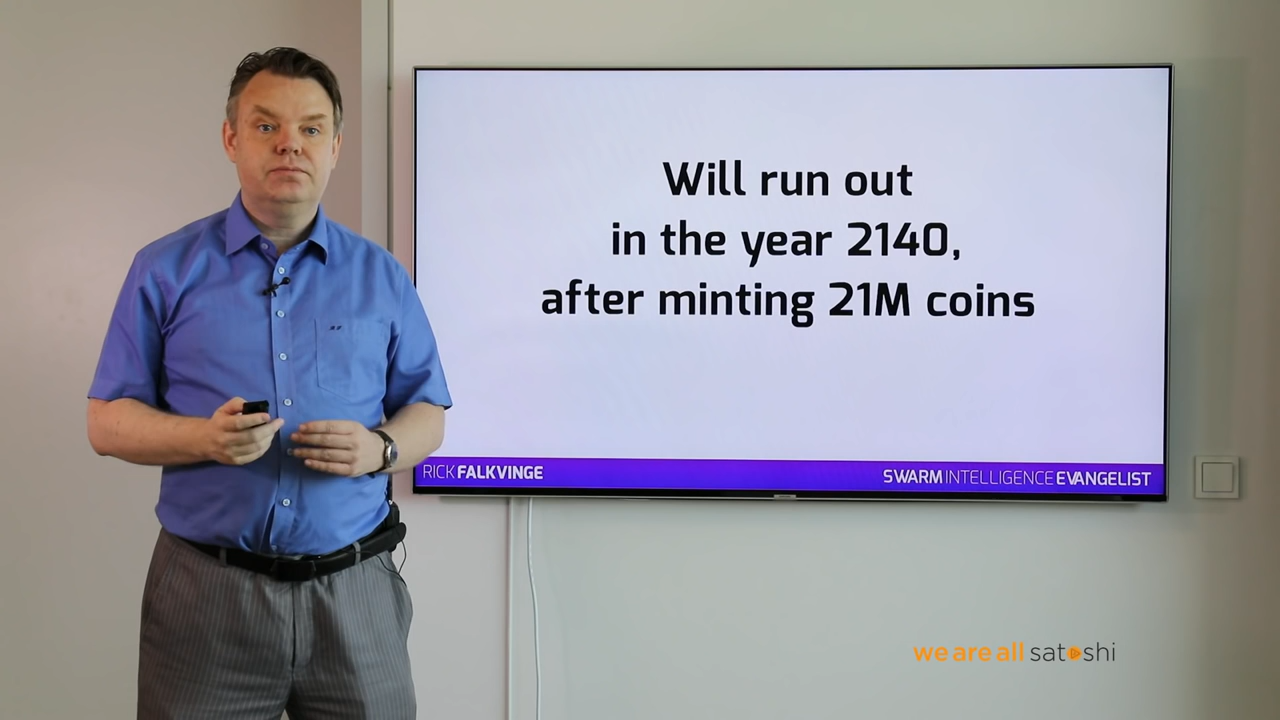 Will run out
in the year 2140,
after minting 21M coins
RICK FALKVINGE
SWARM INTELLIGENCE EVANGELIST
we are all satoshi